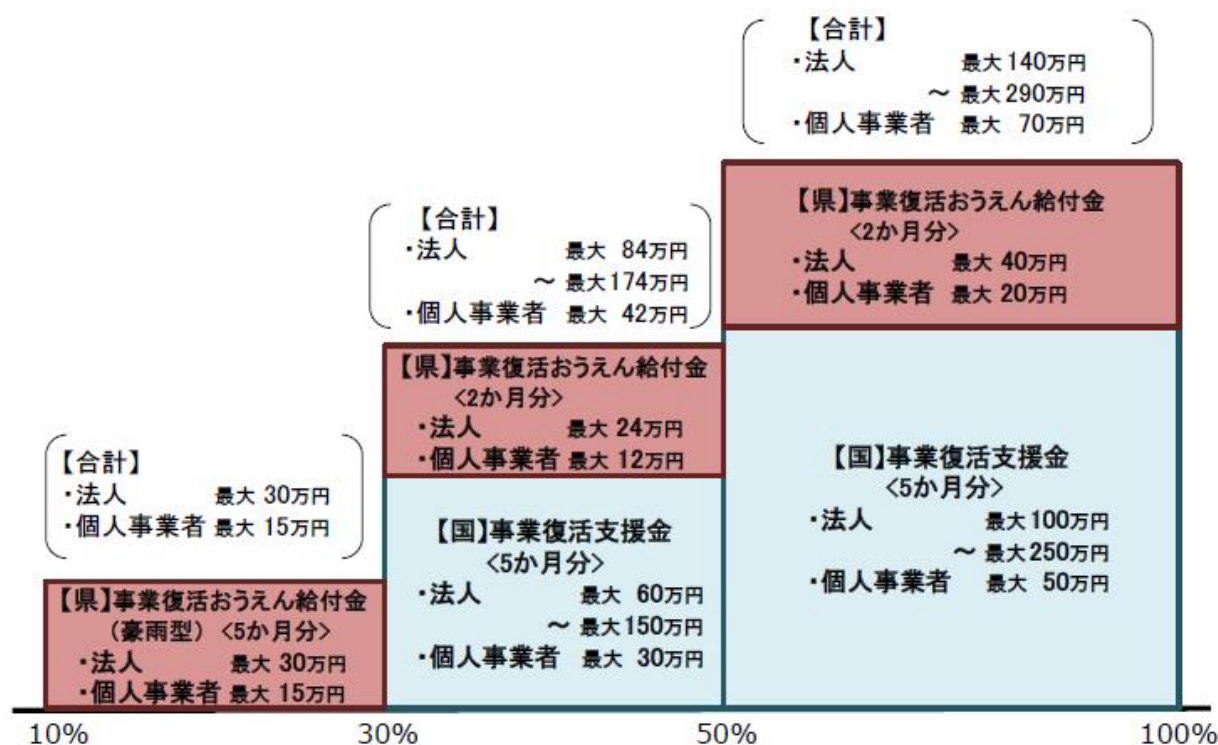 【合計】
・法人 最大 30万円
・個人事業者 最大 15万円
【県】事業復活おうえん給付金
（豪雨型） <5か月分>
・法人 最大 30万円
・個人事業者 最大 15万円
【合計】
・法人 最大 84万円
～ 最大174万円
・個人事業者 最大 42万円
【県】事業復活おうえん給付金
<2か月分>
・法人 最大 24万円
・個人事業者 最大 12万円
【国】事業復活支援金
<5か月分>
・法人 最大 60万円
～ 最大150万円
・個人事業者 最大 30万円
【合計】
・法人 最大 140万円
～ 最大 290万円
・個人事業者 最大 70万円
【県】事業復活おうえん給付金
<2か月分>
・法人 最大 40万円
・個人事業者 最大 20万円
【国】事業復活支援金
<5か月分>
・法人 最大 100万円
～ 最大 250万円
・個人事業者 最大 50万円
10% 30% 50% 100%